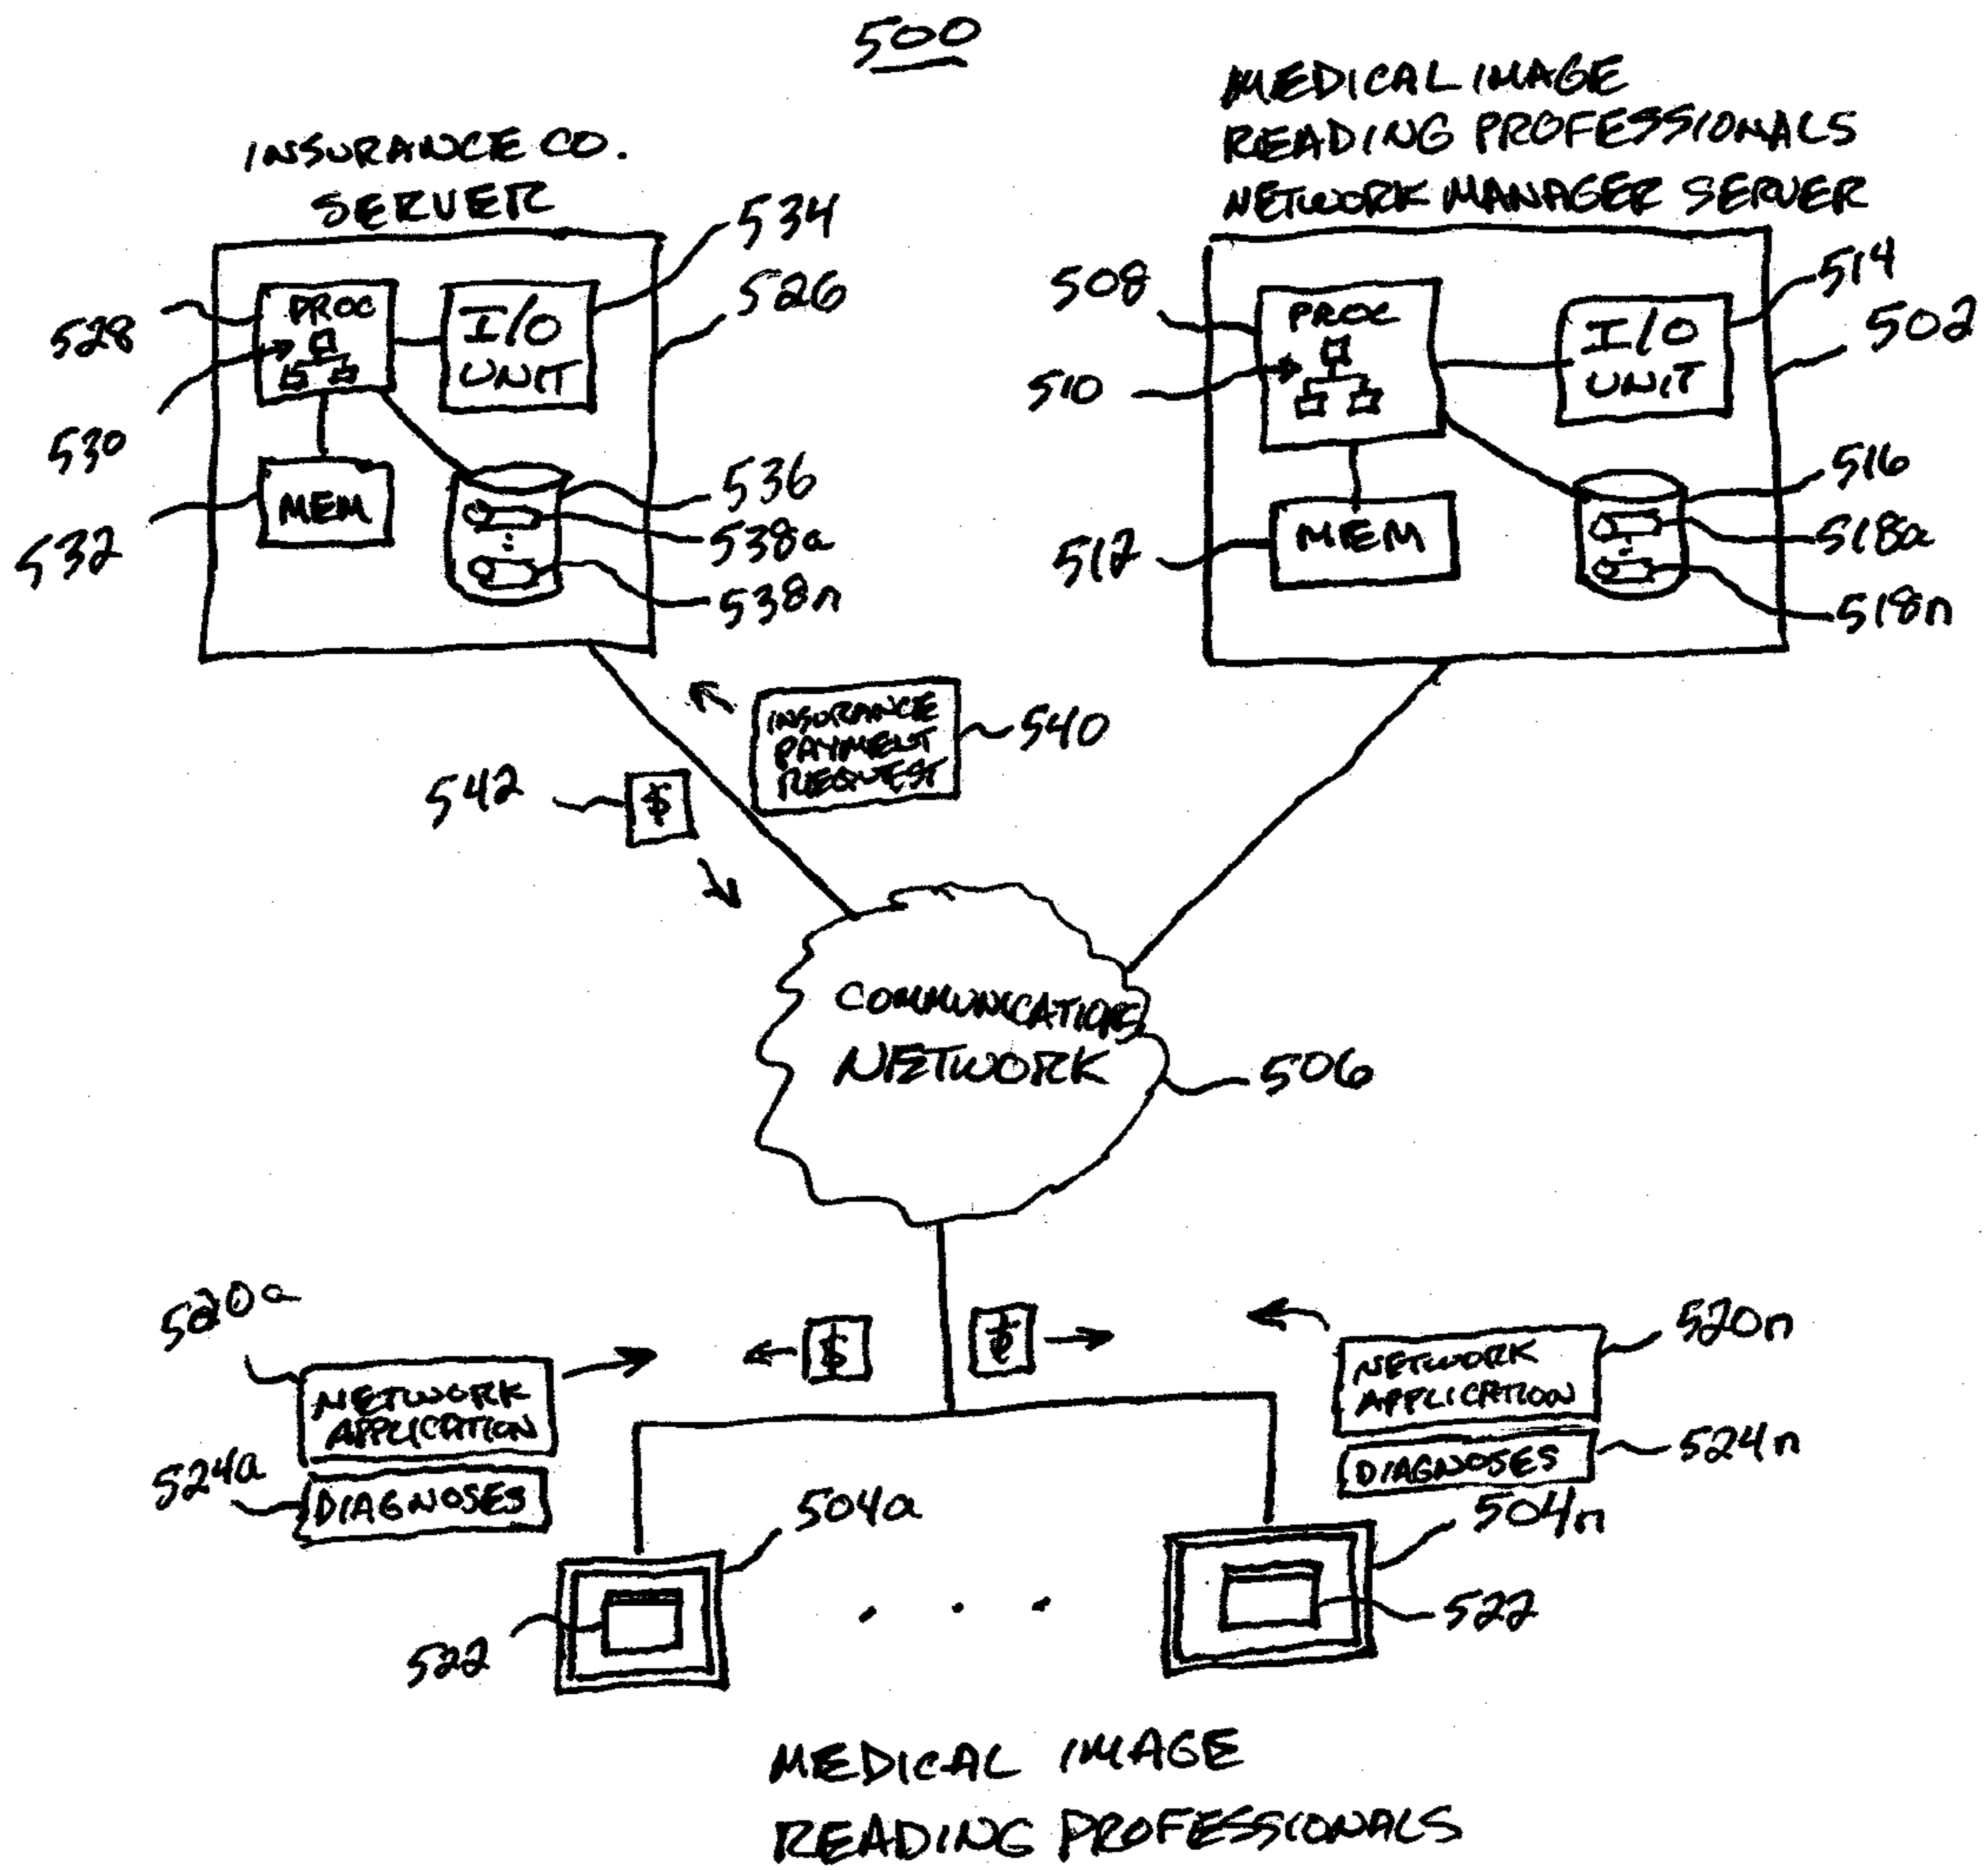 500
INSURANCE CO.
SERVER
MEDICAL IMAGE
READING PROFESSIONALS
NETWORK MANAGER SERVER
534
526
528
530
532
PROC
I/O
UNIT
MEM
536
538a
538n
508
510
512
PROC
I/O
UNIT
MEM
514
502
516
518a
518n
INSURANCE
PAYMENT
REQUEST
540
542
$
COMMUNICATION
NETWORK
506
520a
NETWORK
APPLICATION
524a
DIAGNOSES
$
$
520n
NETWORK
APPLICATION
524n
DIAGNOSES
504a
522
504n
522
. . .
MEDICAL IMAGE
READING PROFESSIONALS